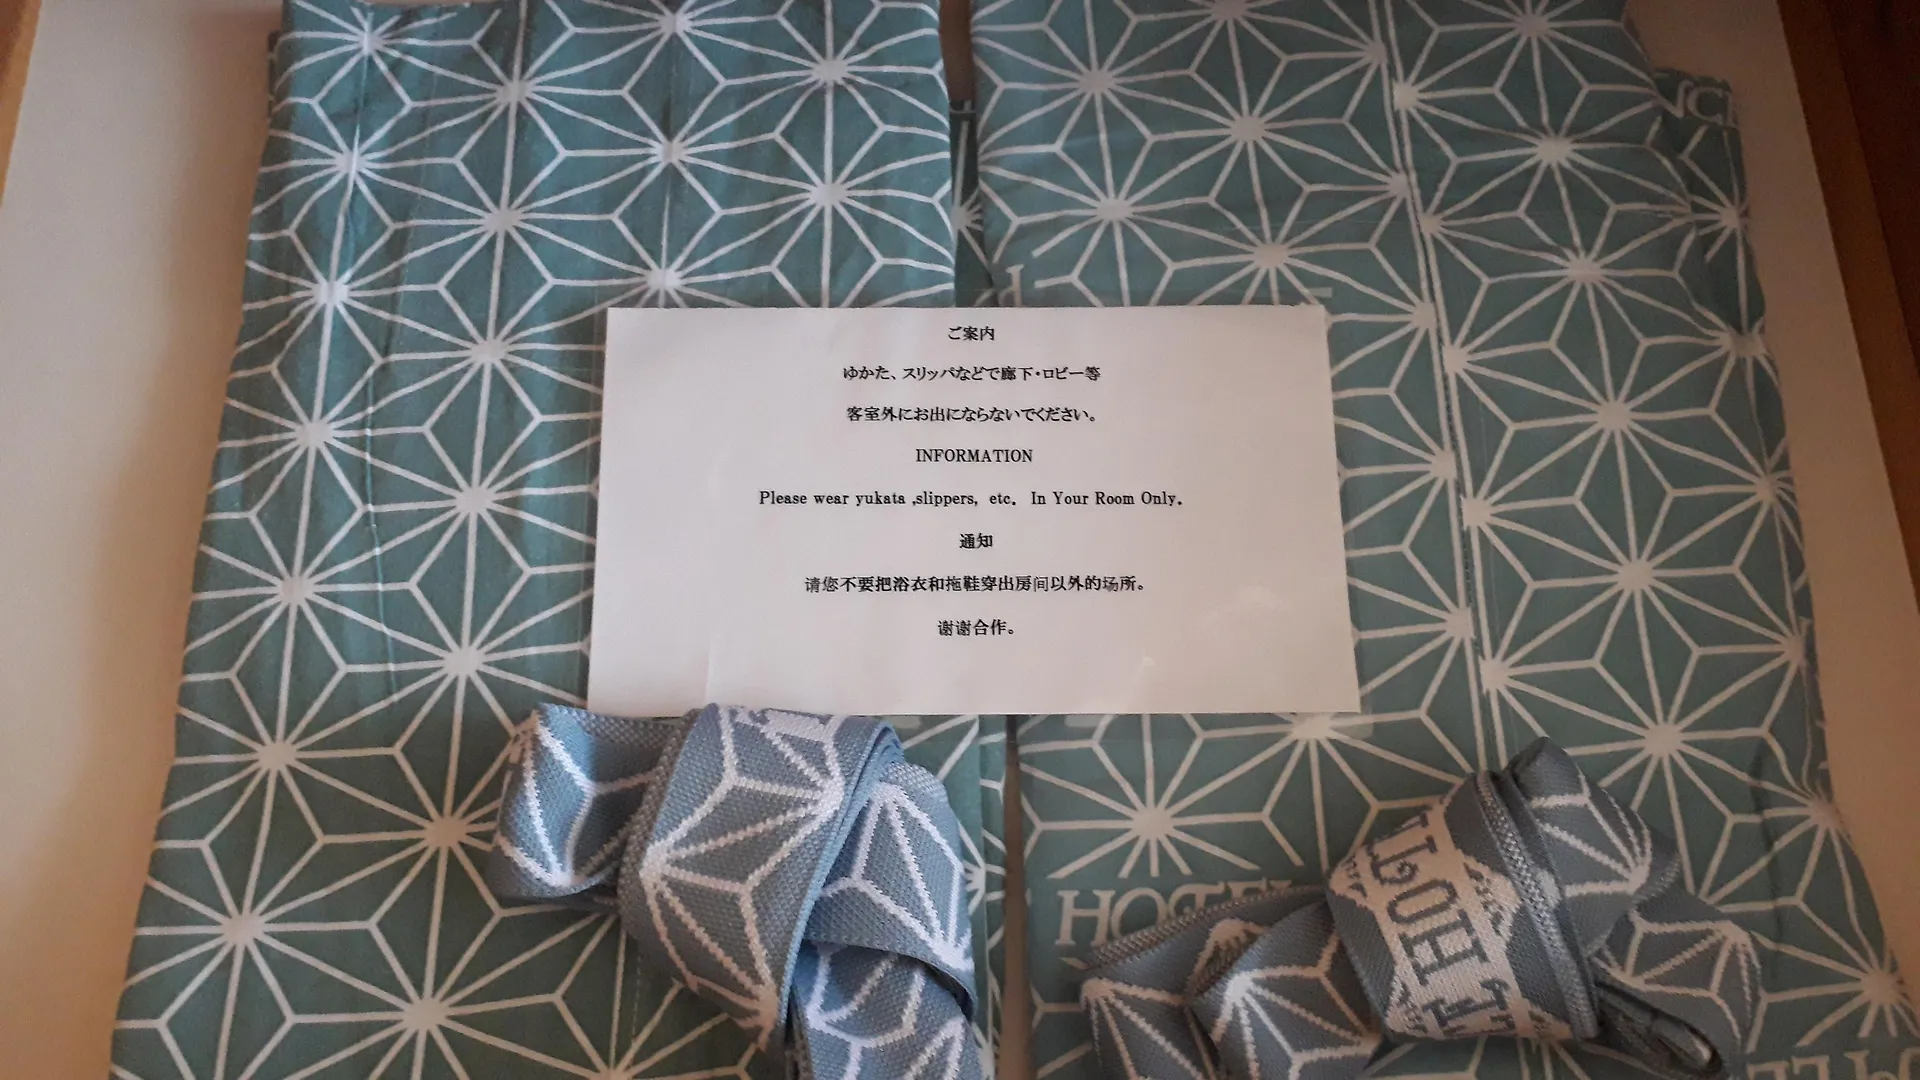 ご案内
ゆかた、スリッパなどで廊下・ロビー等
客室外にお出にならないでください。
INFORMATION
Please wear yukata ,slippers, etc. In Your Room Only.
通知
请您不要把浴衣和拖鞋穿出房间以外的场所。
谢谢合作。
HOTEL
HOTEL